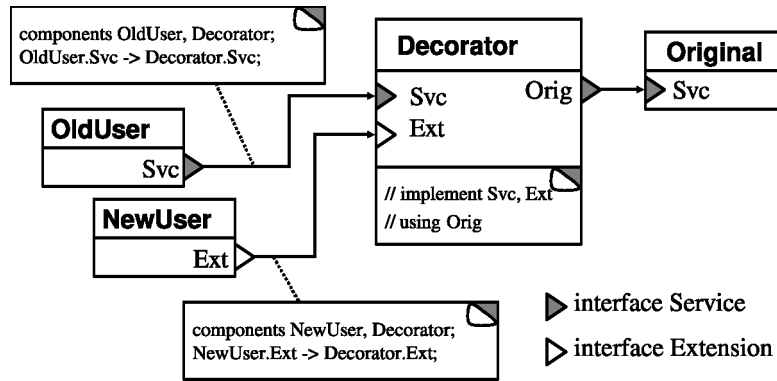 components OldUser, Decorator;
OldUser.Svc -> Decorator.Svc;
Decorator
Original
Svc
Orig
Svc
Ext
OldUser
Svc
// implement Svc, Ext
// using Orig
NewUser
Ext
components NewUser, Decorator;
NewUser.Ext -> Decorator.Ext;
interface Service
interface Extension